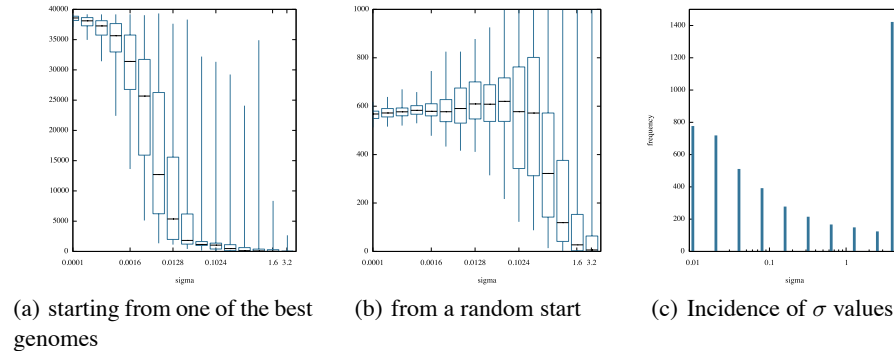 40000
35000
30000
25000
20000
15000
10000
5000
0
0.0001 0.0016 0.0128 0.1024 1.6 3.2
sigma
1000
800
600
400
200
0
0.0001 0.0016 0.0128 0.1024 1.6 3.2
sigma
1400
1200
1000
800
600
400
200
0
frequency
0.01 0.1 1
sigma
(a) starting from one of the best genomes
(b) from a random start
(c) Incidence of σ values